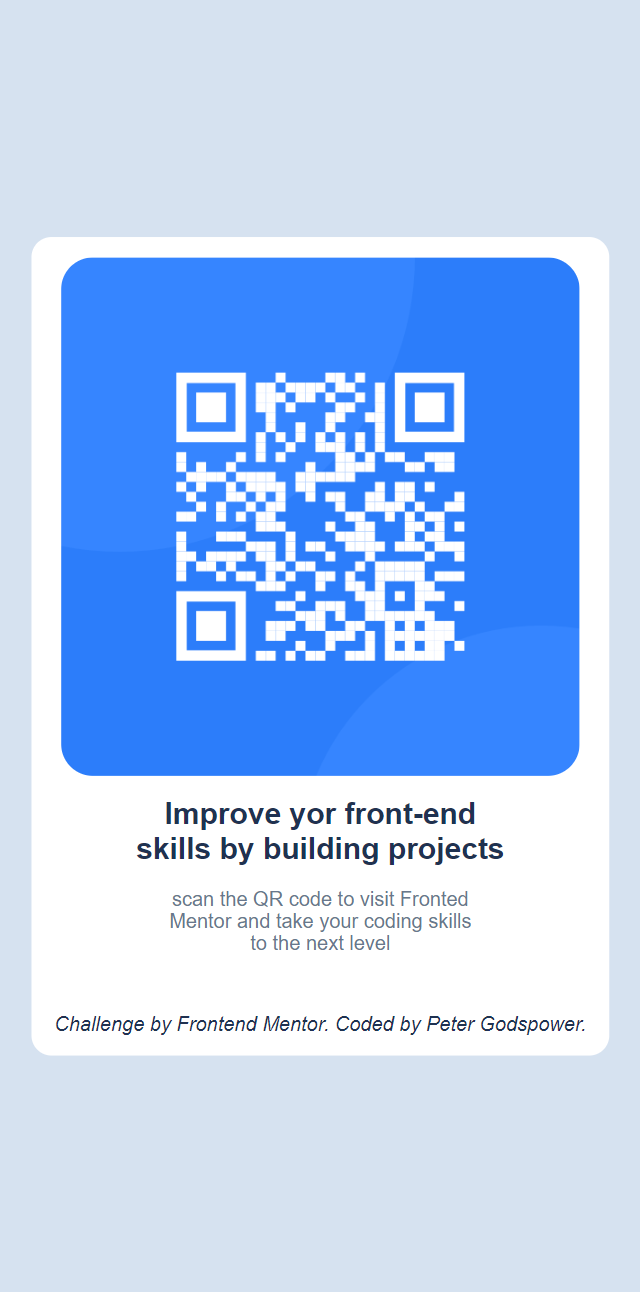 Improve yor front-end
skills by building projects
scan the QR code to visit Fronted
Mentor and take your coding skills
to the next level
Challenge by Frontend Mentor. Coded by Peter Godspower.